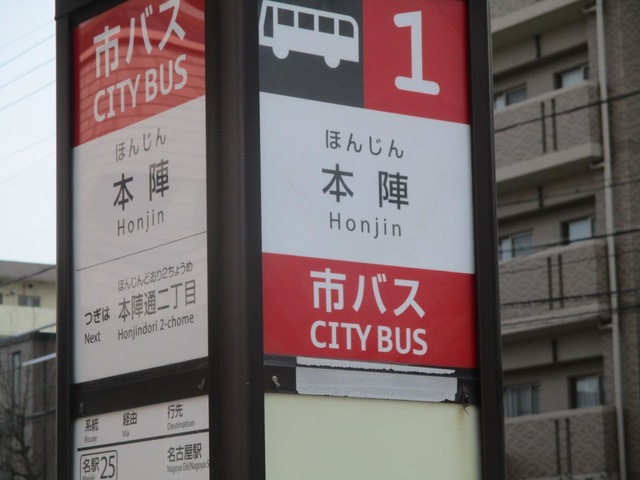 市バス
CITY BUS
ほんじん
本陣
Honjin
つぎは
Next
ほんじんどおり2ちょうめ
本陣通二丁目
Honjindori 2-chome
系統
Route
経由
Via
行先
Destination
名駅25
名古屋駅
1
ほんじん
本陣
Honjin
市バス
CITY BUS